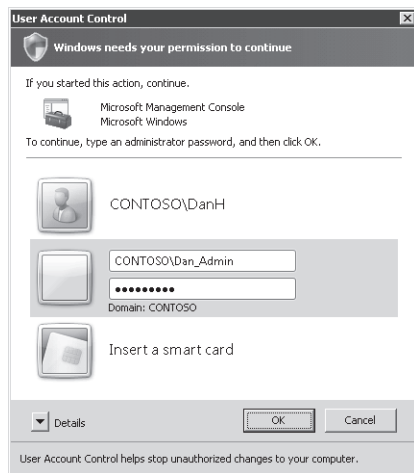 User Account Control
Windows needs your permission to continue
If you started this action, continue.
Microsoft Management Console
Microsoft Windows
To continue, type an administrator password, and then click OK.
CONTOSO\DanH
CONTOSO\Dan_Admin
●●●●●●●●●
Domain: CONTOSO
Insert a smart card
Details
OK
Cancel
User Account Control helps stop unauthorized changes to your computer.